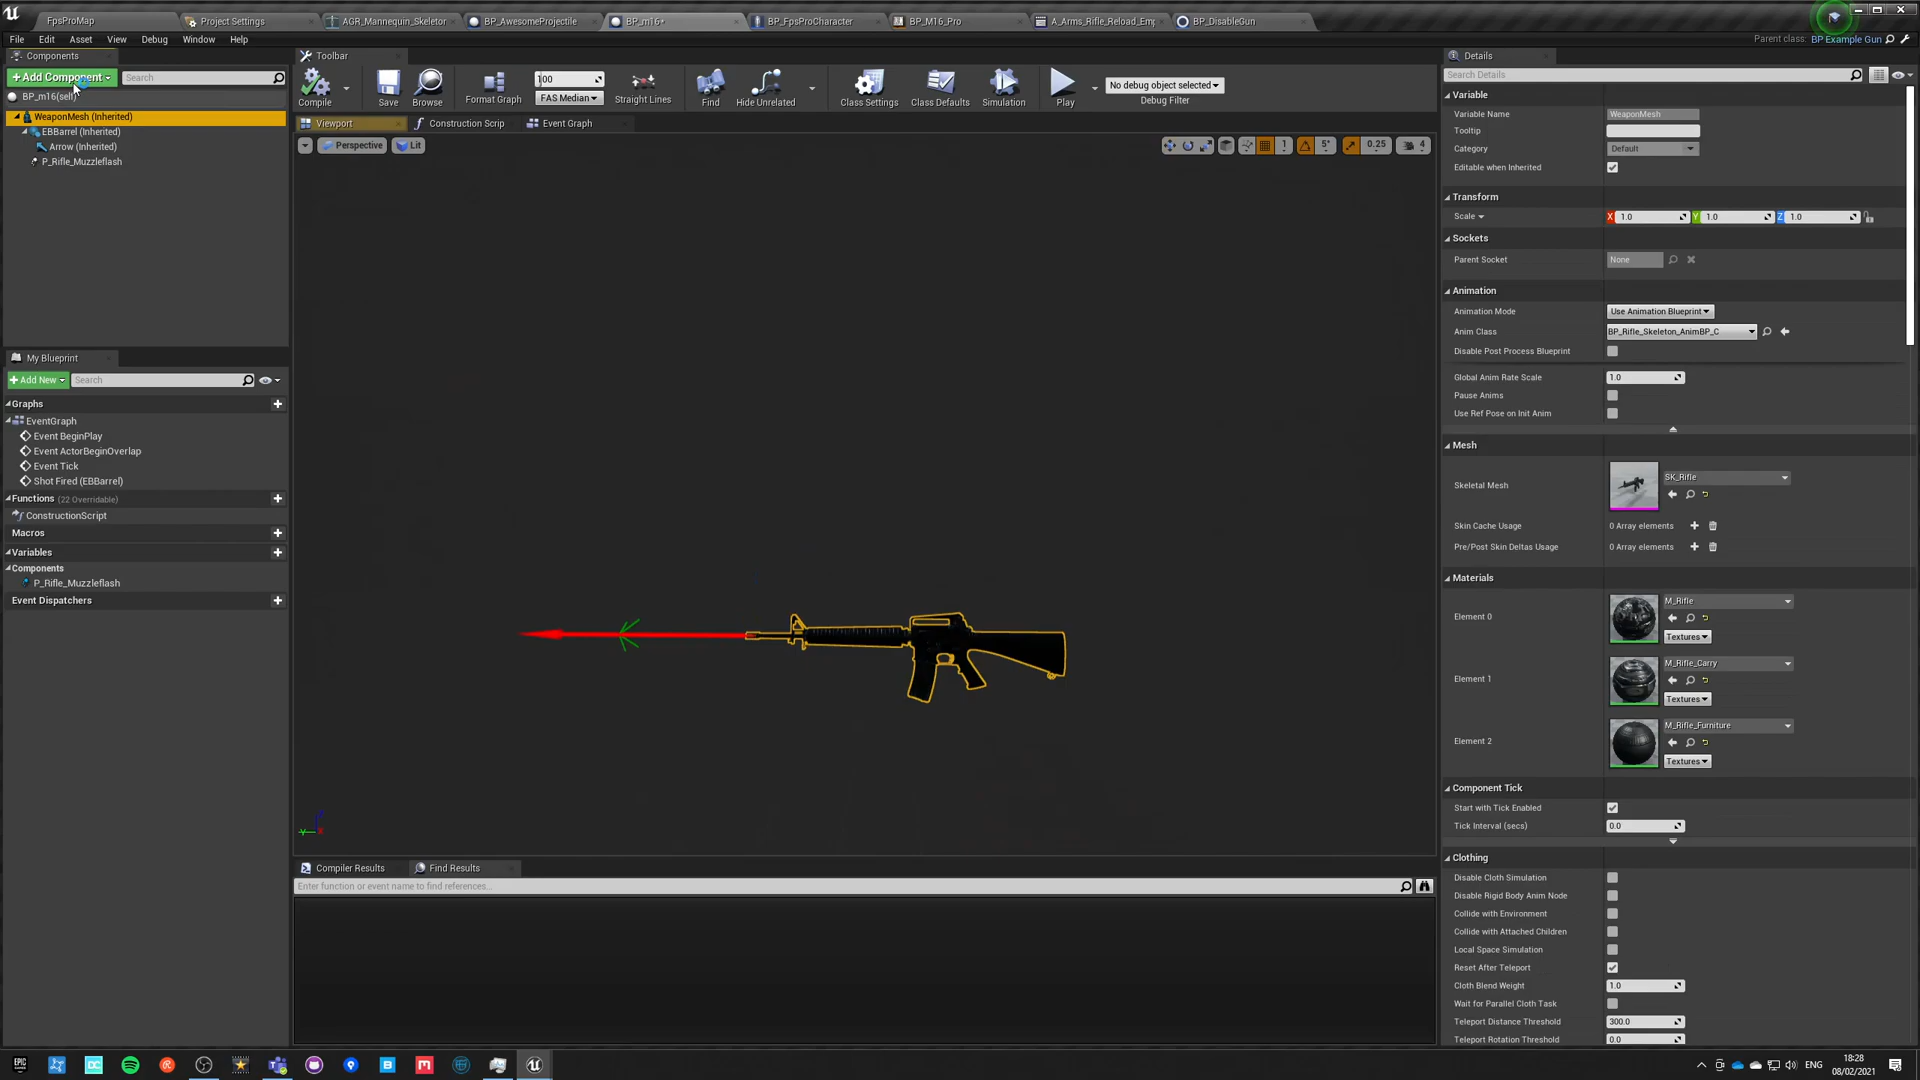 FpsProMap
Project Settings
AGR_Mannequin_Skeleton
BP_AwesomeProjectile
BP_m16*
BP_FpsProCharacter
BP_M16_Pro
A_Arms_Rifle_Reload_Emp
BP_DisableGun
File Edit Asset View Debug Window Help
Parent class: BP Example Gun
Components
+Add Component
Search
BP_m16(self)
WeaponMesh (Inherited)
EBBarrel (Inherited)
Arrow (Inherited)
P_Rifle_Muzzleflash
My Blueprint
+Add New
Search
Graphs
EventGraph
Event BeginPlay
Event ActorBeginOverlap
Event Tick
Shot Fired (EBBarrel)
Functions (22 Overridable)
ConstructionScript
Macros
Variables
Components
P_Rifle_Muzzleflash
Event Dispatchers
Toolbar
Compile
Save
Browse
Format Graph
100
FAS Median
Straight Lines
Find
Hide Unrelated
Class Settings
Class Defaults
Simulation
Play
No debug object selected
Debug Filter
Viewport
Construction Scrip
Event Graph
Perspective
Lit
1
5°
0.25
4
Compiler Results
Find Results
Enter function or event name to find references...
Details
Search Details
Variable
Variable Name WeaponMesh
Tooltip
Category Default
Editable when Inherited
Transform
Scale X 1.0 Y 1.0 Z 1.0
Sockets
Parent Socket None
Animation
Animation Mode Use Animation Blueprint
Anim Class BP_Rifle_Skeleton_AnimBP_C
Disable Post Process Blueprint
Global Anim Rate Scale 1.0
Pause Anims
Use Ref Pose on Init Anim
Mesh
Skeletal Mesh SK_Rifle
Skin Cache Usage 0 Array elements
Pre/Post Skin Deltas Usage 0 Array elements
Materials
Element 0 M_Rifle
Textures
Element 1 M_Rifle_Carry
Textures
Element 2 M_Rifle_Furniture
Textures
Component Tick
Start with Tick Enabled
Tick Interval (secs) 0.0
Clothing
Disable Cloth Simulation
Disable Rigid Body Anim Node
Collide with Environment
Collide with Attached Children
Local Space Simulation
Reset After Teleport
Cloth Blend Weight 1.0
Wait for Parallel Cloth Task
Teleport Distance Threshold 300.0
Teleport Rotation Threshold 0.0
ENG
18:28
08/02/2021